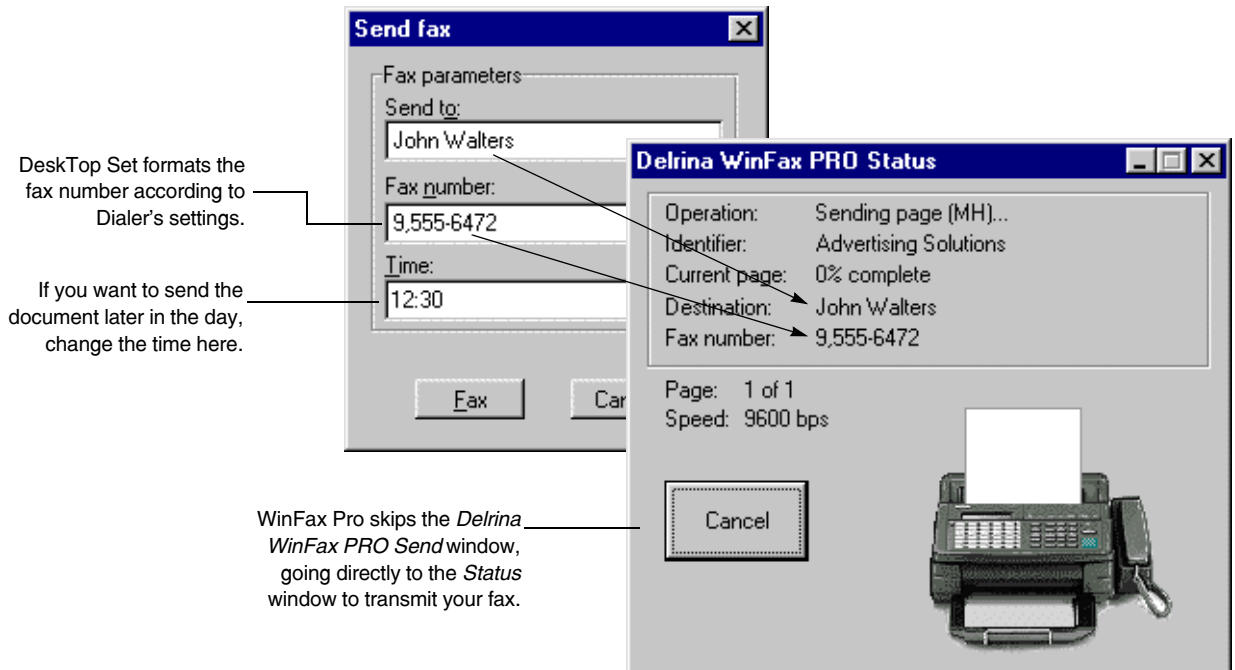 Send fax
Fax parameters
Send to:
John Walters
Fax number:
9,555-6472
Time:
12:30
Fax
DeskTop Set formats the
fax number according to
Dialer's settings.
If you want to send the
document later in the day,
change the time here.
Delrina WinFax PRO Status
Operation: Sending page (MH)...
Identifier: Advertising Solutions
Current page: 0% complete
Destination: John Walters
Fax number: 9,555-6472
Page: 1 of 1
Speed: 9600 bps
Cancel
WinFax Pro skips the Delrina
WinFax PRO Send window,
going directly to the Status
window to transmit your fax.